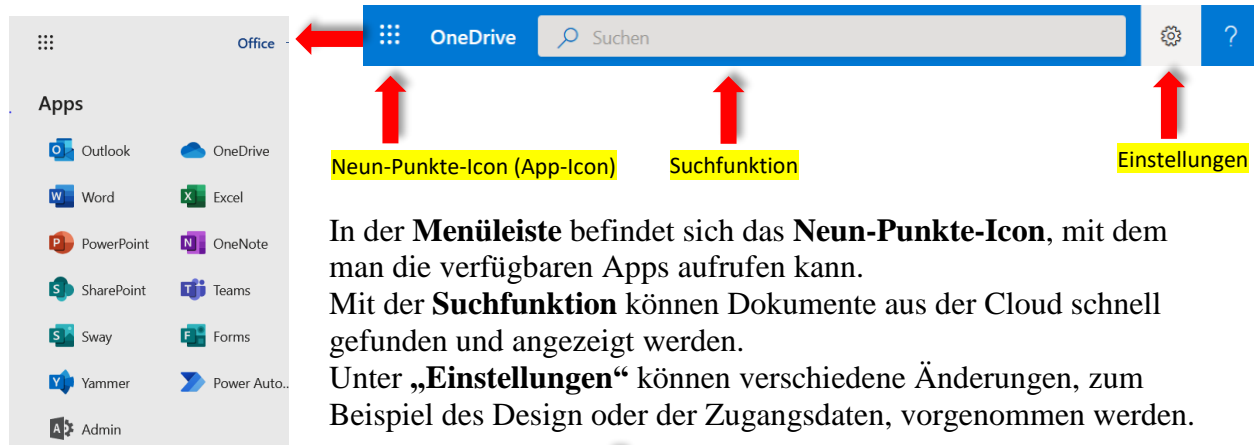 Office
Apps
Outlook
OneDrive
Word
Excel
PowerPoint
OneNote
SharePoint
Teams
Sway
Forms
Yammer
Power Auto..
Admin
OneDrive
Suchen
?
Neun-Punkte-Icon (App-Icon)
Suchfunktion
Einstellungen
In der Menüleiste befindet sich das Neun-Punkte-Icon, mit dem
man die verfügbaren Apps aufrufen kann.
Mit der Suchfunktion können Dokumente aus der Cloud schnell
gefunden und angezeigt werden.
Unter „Einstellungen“ können verschiedene Änderungen, zum
Beispiel des Design oder der Zugangsdaten, vorgenommen werden.